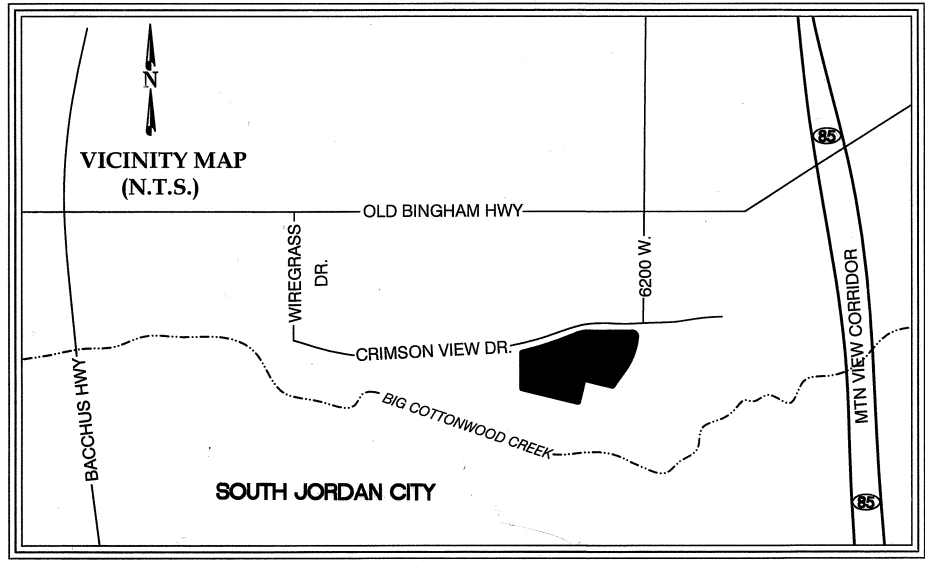 N
VICINITY MAP
(N.T.S.)
85
OLD BINGHAM HWY
WIREGRASS
DR.
6200 W.
MTN VIEW CORRIDOR
CRIMSON VIEW DR.
BACCHUS HWY
BIG COTTONWOOD CREEK
SOUTH JORDAN CITY
85